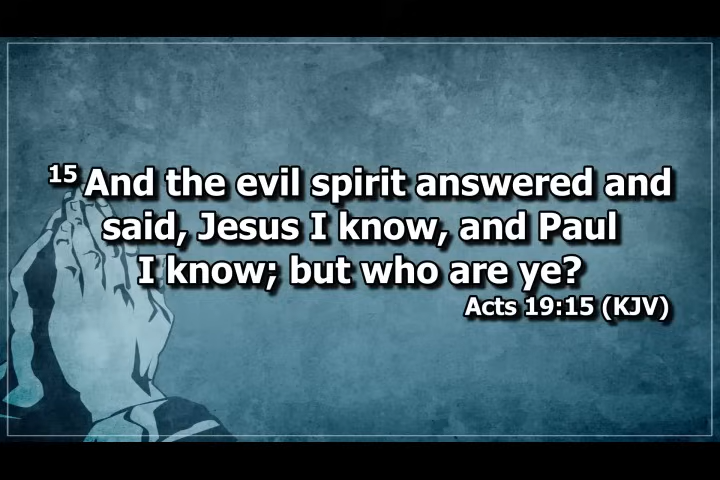 15 And the evil spirit answered and
said, Jesus I know, and Paul
I know; but who are ye?
Acts 19:15 (KJV)